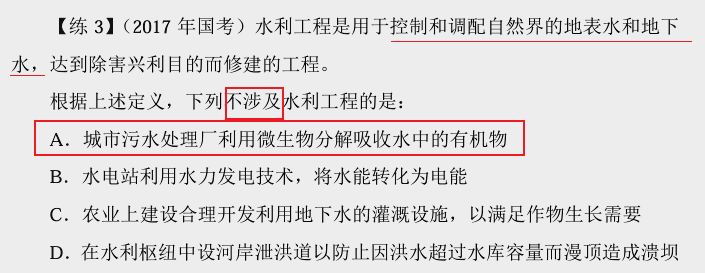 【练 3】(2017 年国考)水利工程是用于控制和调配自然界的地表水和地下
水,达到除害兴利目的而修建的工程。
根据上述定义,下列不涉及水利工程的是:
A．城市污水处理厂利用微生物分解吸收水中的有机物
B．水电站利用水力发电技术,将水能转化为电能
C．农业上建设合理开发利用地下水的灌溉设施,以满足作物生长需要
D．在水利枢纽中设河岸泄洪道以防止因洪水超过水库容量而漫顶造成溃坝